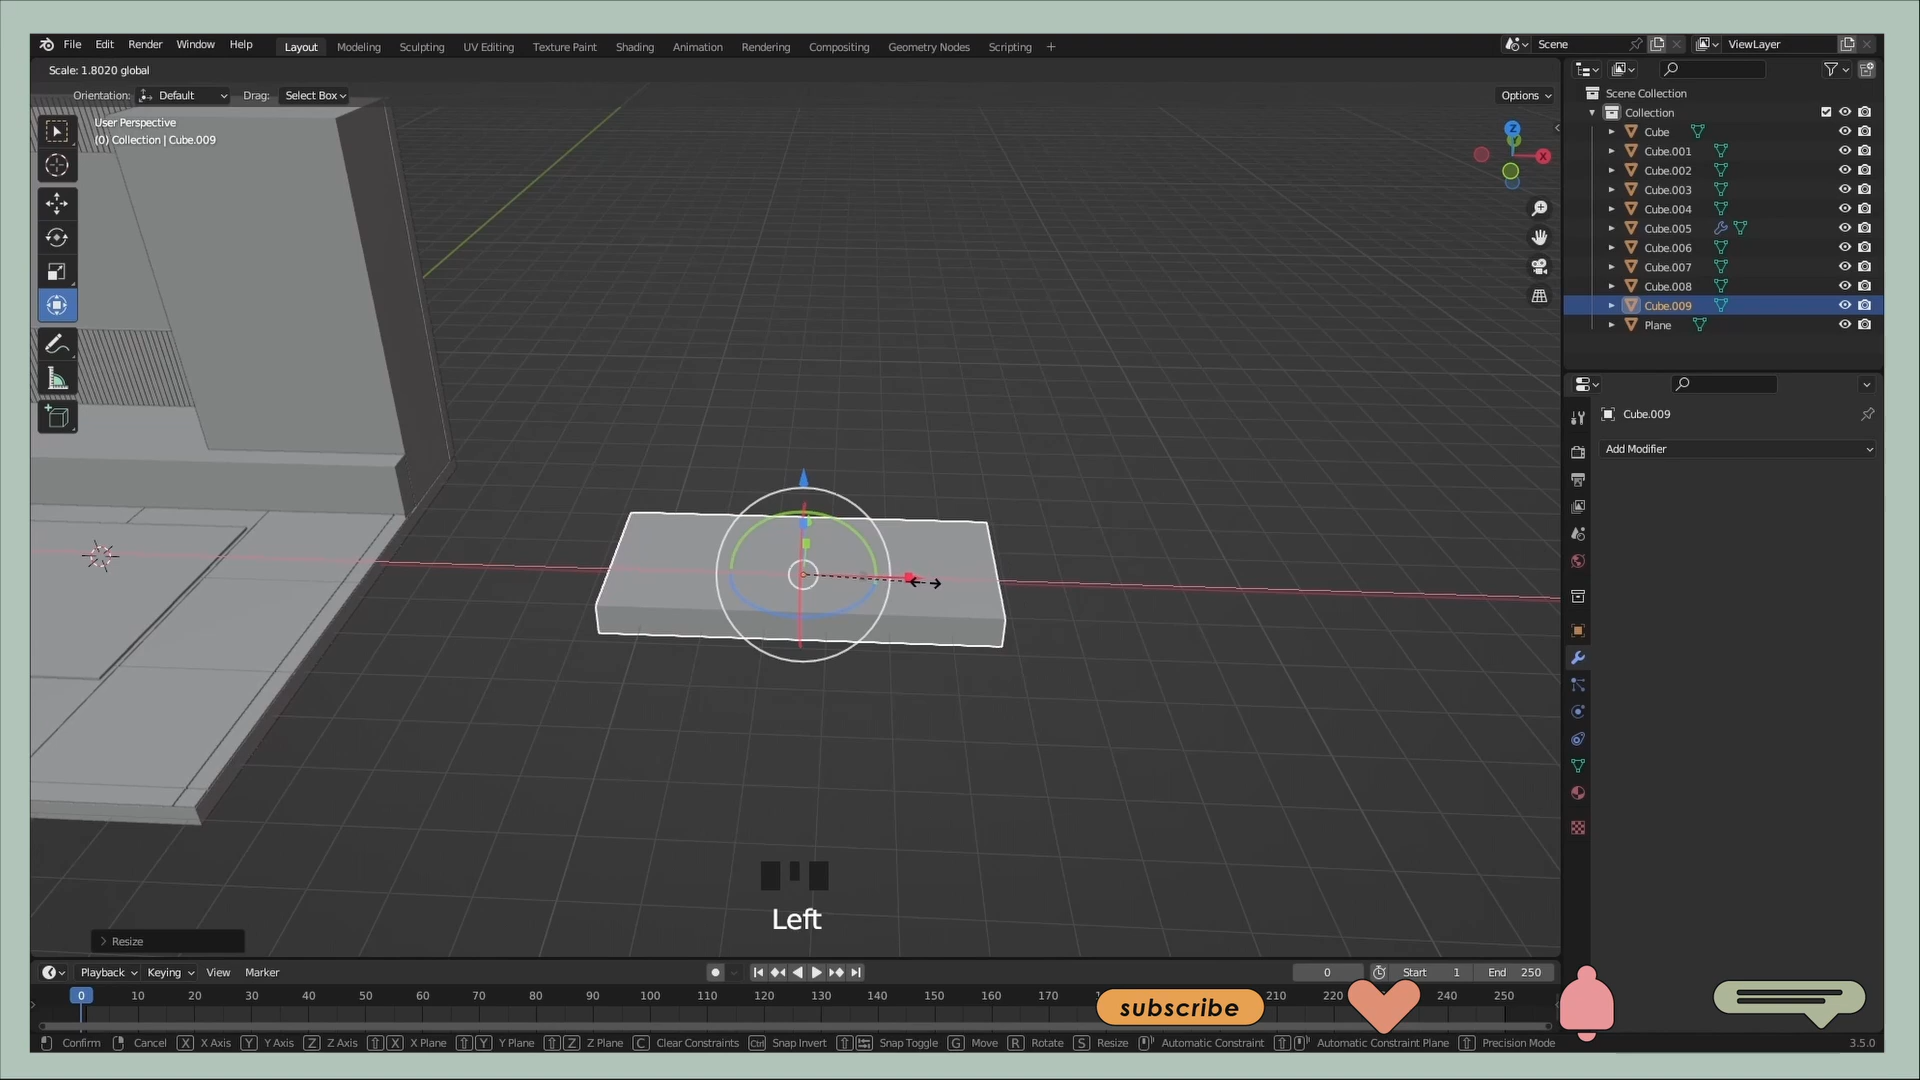 File Edit Render Window Help Layout Modeling Sculpting UV Editing Texture Paint Shading Animation Rendering Compositing Geometry Nodes Scripting + Scene ViewLayer
Scale: 1.8020 global
Orientation: Default Drag: Select Box Options
User Perspective
(0) Collection | Cube.009
Z
X
Scene Collection
Collection
Cube
Cube.001
Cube.002
Cube.003
Cube.004
Cube.005
Cube.006
Cube.007
Cube.008
Cube.009
Plane
Cube.009
Add Modifier
Left
Resize
Playback Keying View Marker 0 Start 1 End 250
0 10 20 30 40 50 60 70 80 90 100 110 120 130 140 150 160 170 210 220 240 250
subscribe
Confirm Cancel X X Axis Y Y Axis Z Z Axis X X Plane Y Y Plane Z Z Plane C Clear Constraints Ctrl Snap Invert Snap Toggle G Move R Rotate S Resize Automatic Constraint Automatic Constraint Plane Precision Mode 3.5.0